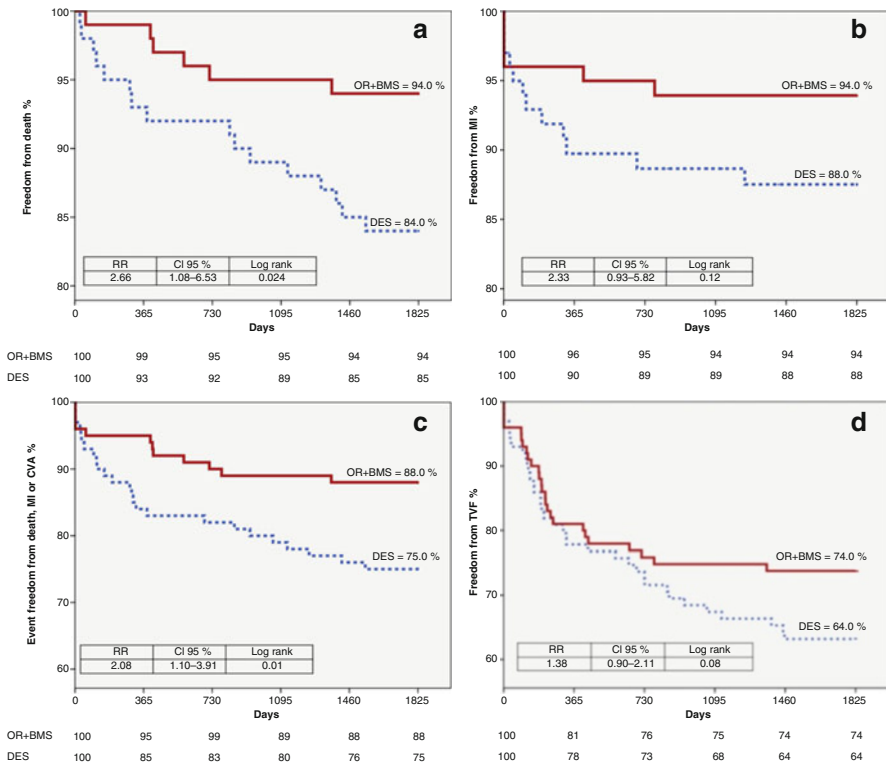 a
Freedom from death %
100
95
90
85
80
OR+BMS = 94.0 %
DES = 84.0 %
RR CI 95 % Log rank
2.66 1.08–6.53 0.024
0 365 730 1095 1460 1825
Days
OR+BMS 100 99 95 95 94 94
DES 100 93 92 89 85 85
b
Freedom from MI %
100
95
90
85
80
OR+BMS = 94.0 %
DES = 88.0 %
RR CI 95 % Log rank
2.33 0.93–5.82 0.12
0 365 730 1095 1460 1825
Days
100 96 95 94 94 94
100 90 89 89 88 88
c
Event freedom from death, MI or CVA %
100
90
80
70
60
OR+BMS = 88.0 %
DES = 75.0 %
RR CI 95 % Log rank
2.08 1.10–3.91 0.01
0 365 730 1095 1460 1825
Days
OR+BMS 100 95 99 89 88 88
DES 100 85 83 80 76 75
d
Freedom from TVF %
100
90
80
70
60
OR+BMS = 74.0 %
DES = 64.0 %
RR CI 95 % Log rank
1.38 0.90–2.11 0.08
0 365 730 1095 1460 1825
Days
100 81 76 75 74 74
100 78 73 68 64 64